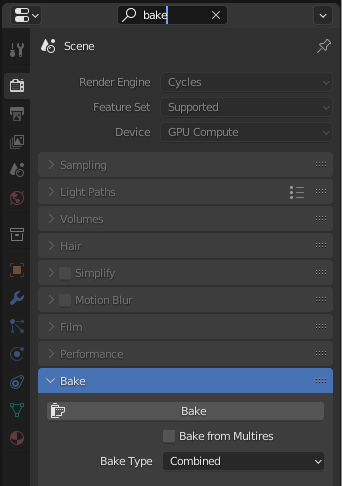 bake
Scene
Render Engine Cycles
Feature Set Supported
Device GPU Compute
Sampling
Light Paths
Volumes
Hair
Simplify
Motion Blur
Film
Performance
Bake
Bake
Bake from Multires
Bake Type Combined